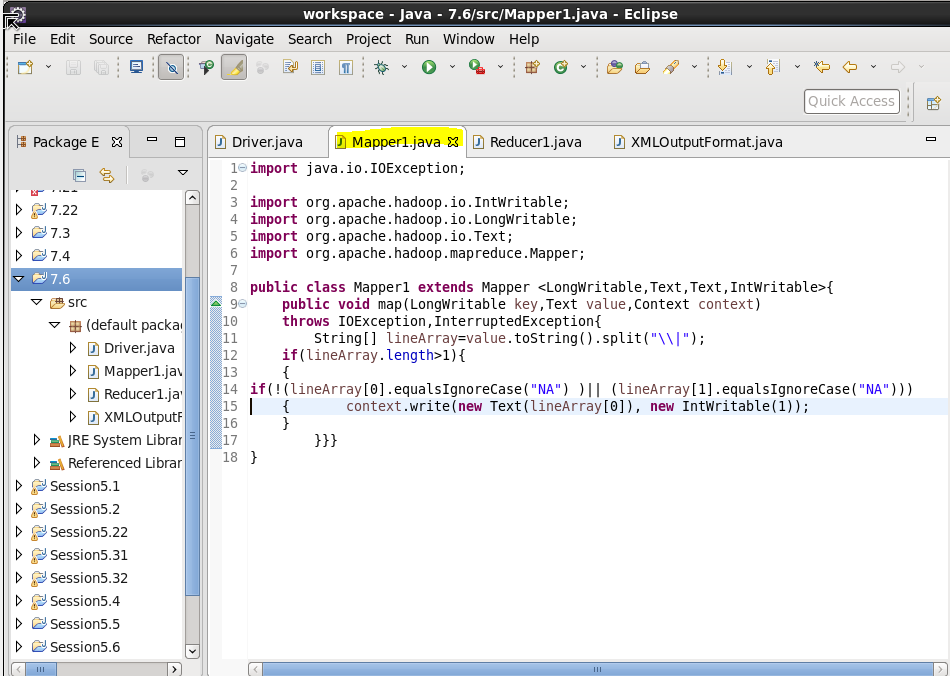 workspace - Java - 7.6/src/Mapper1.java - Eclipse
File Edit Source Refactor Navigate Search Project Run Window Help
Quick Access
Package E
Driver.java Mapper1.java Reducer1.java XMLOutputFormat.java
7.21
7.22
7.3
7.4
7.6
src
(default packa
Driver.java
Mapper1.jav
Reducer1.jav
XMLOutputF
JRE System Librar
Referenced Librar
Session5.1
Session5.2
Session5.22
Session5.31
Session5.32
Session5.4
Session5.5
Session5.6
1 import java.io.IOException;
2
3 import org.apache.hadoop.io.IntWritable;
4 import org.apache.hadoop.io.LongWritable;
5 import org.apache.hadoop.io.Text;
6 import org.apache.hadoop.mapreduce.Mapper;
7
8 public class Mapper1 extends Mapper <LongWritable,Text,Text,IntWritable>{
9 public void map(LongWritable key,Text value,Context context)
10 throws IOException,InterruptedException{
11 String[] lineArray=value.toString().split("\\|");
12 if(lineArray.length>1){
13 {
14 if(!(lineArray[0].equalsIgnoreCase("NA") )|| (lineArray[1].equalsIgnoreCase("NA")))
15 { context.write(new Text(lineArray[0]), new IntWritable(1));
16 }
17 }}}
18 }